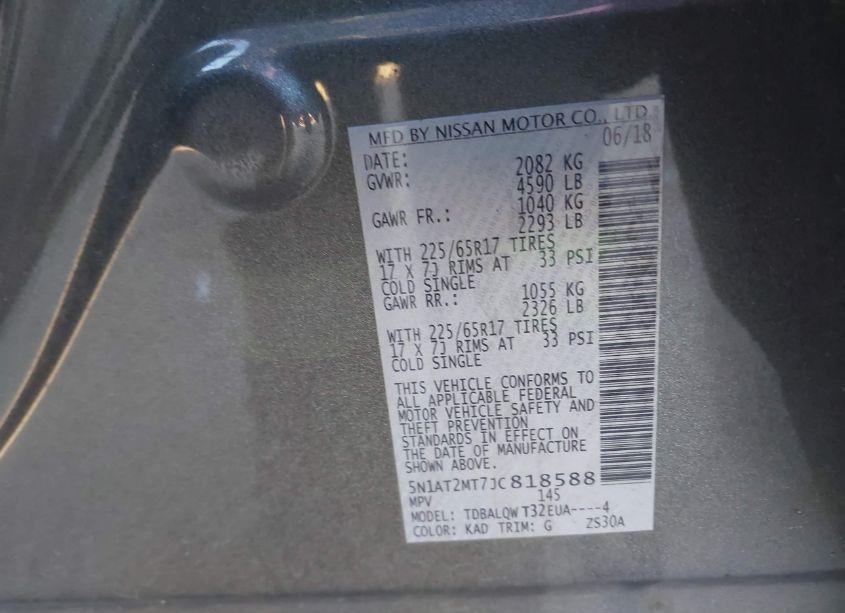 MFD BY NISSAN MOTOR CO., LTD.
DATE: 06/18
GVWR: 2082 KG
4590 LB
GAWR FR.: 1040 KG
2293 LB
WITH 225/65R17 TIRES
17 X 7J RIMS AT 33 PSI
COLD SINGLE
GAWR RR.: 1055 KG
2326 LB
WITH 225/65R17 TIRES
17 X 7J RIMS AT 33 PSI
COLD SINGLE
THIS VEHICLE CONFORMS TO
ALL APPLICABLE FEDERAL
MOTOR VEHICLE SAFETY AND
THEFT PREVENTION
STANDARDS IN EFFECT ON
THE DATE OF MANUFACTURE
SHOWN ABOVE.
5N1AT2MT7JC818588
MPV 145
MODEL: TDBALQW T32EUA----4
COLOR: KAD TRIM: G ZS30A